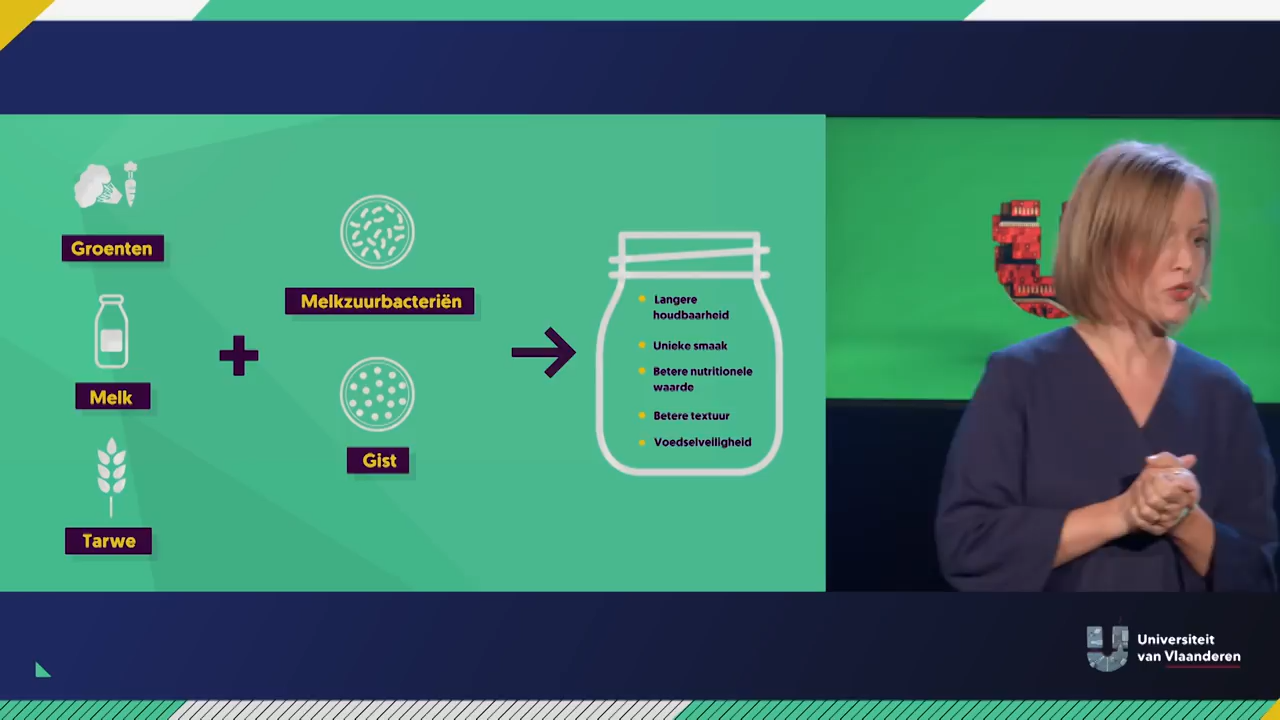 Groenten
Melk
Tarwe
Melkzuurbacteriën
Gist
Langere
houdbaarheid
Unieke smaak
Betere nutritionele
waarde
Betere textuur
Voedselveiligheid
U
Universiteit
van Vlaanderen